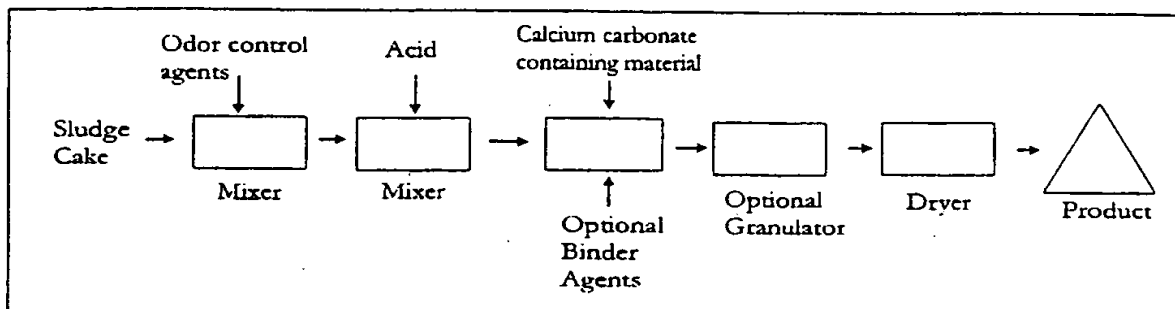 Odor control
agents
Acid
Calcium carbonate
containing material
Sludge
Cake
Mixer
Mixer
Optional
Binder
Agents
Optional
Granulator
Dryer
Product